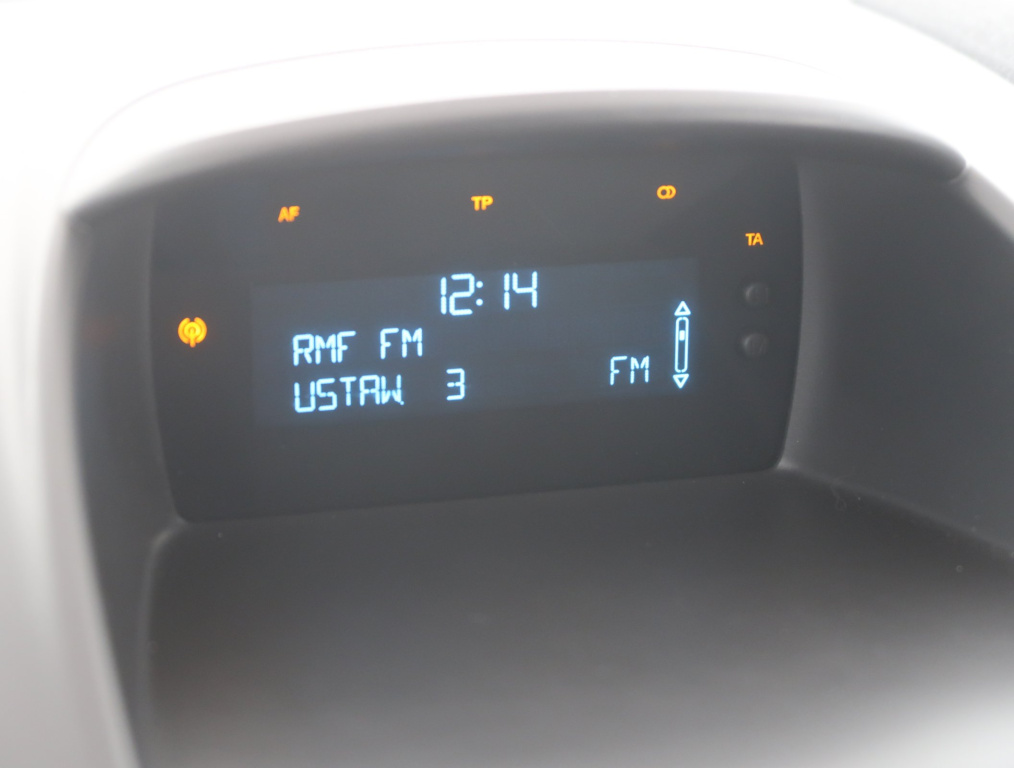 AF TP TA
12:14
RMF FM
USTAW. 3 FM